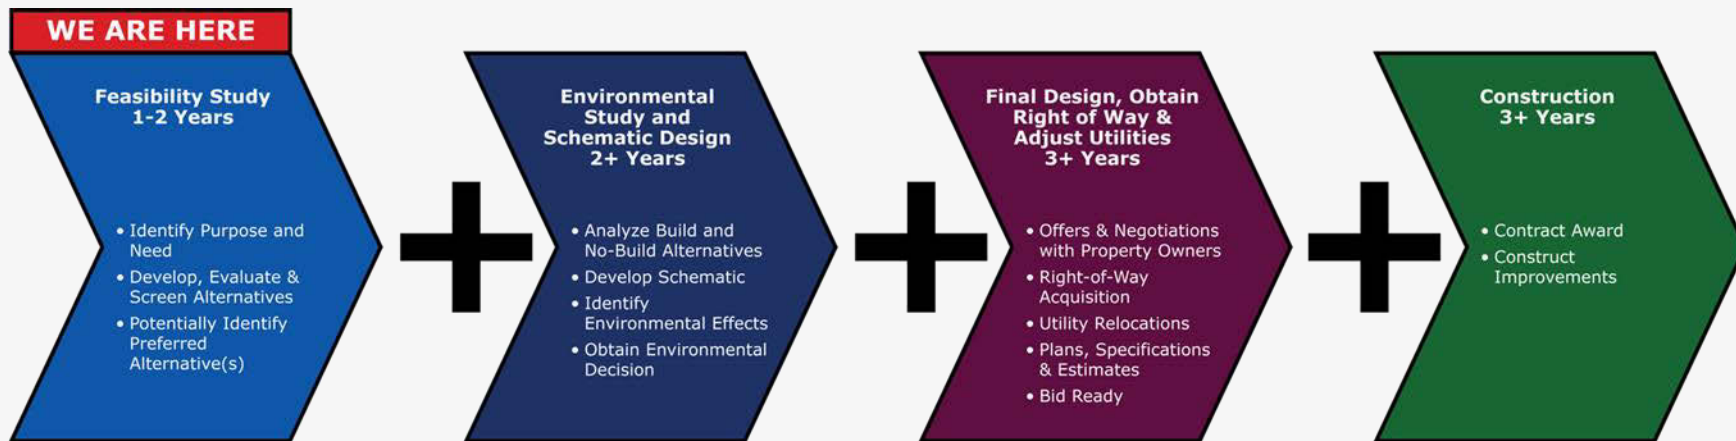 WE ARE HERE
Feasibility Study
1-2 Years
• Identify Purpose and
Need
• Develop, Evaluate &
Screen Alternatives
• Potentially Identify
Preferred
Alternative(s)
Environmental
Study and
Schematic Design
2+ Years
• Analyze Build and
No-Build Alternatives
• Develop Schematic
• Identify
Environmental Effects
• Obtain Environmental
Decision
Final Design, Obtain
Right of Way &
Adjust Utilities
3+ Years
• Offers & Negotiations
with Property Owners
• Right-of-Way
Acquisition
• Utility Relocations
• Plans, Specifications
& Estimates
• Bid Ready
Construction
3+ Years
• Contract Award
• Construct
Improvements